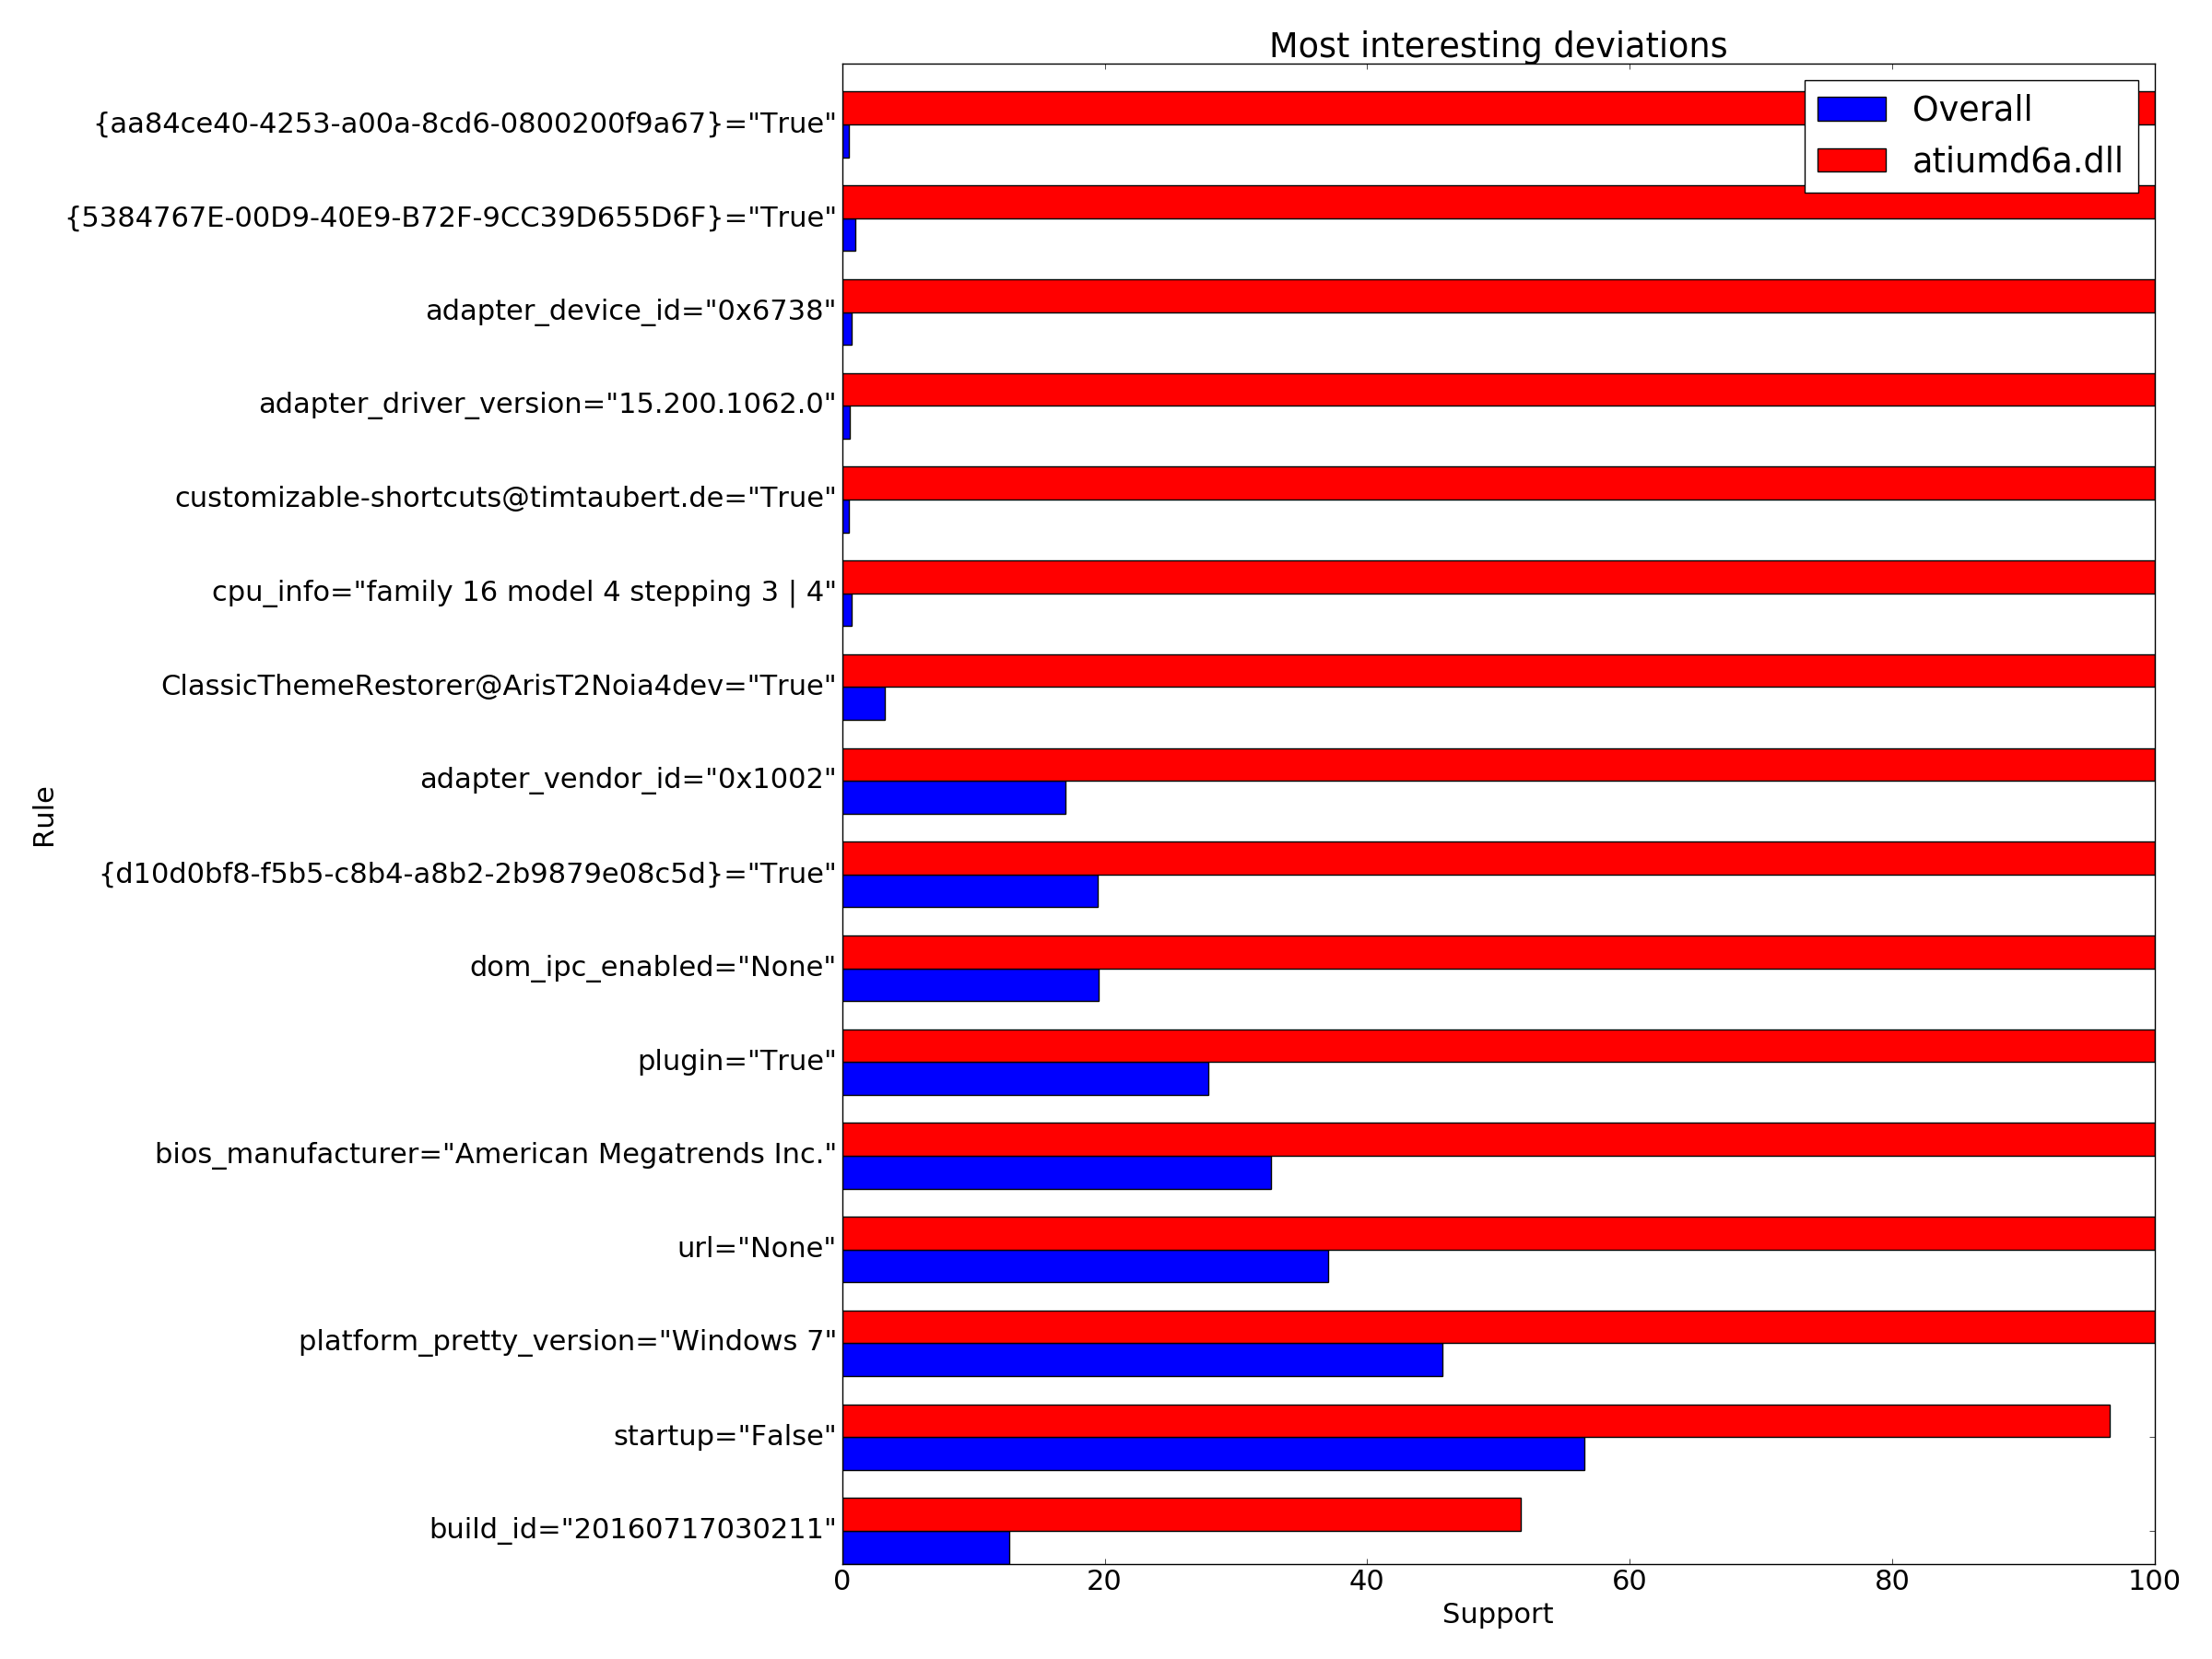 Most interesting deviations
Overall
atiumd6a.dll
{aa84ce40-4253-a00a-8cd6-0800200f9a67}="True"
{5384767E-00D9-40E9-B72F-9CC39D655D6F}="True"
adapter_device_id="0x6738"
adapter_driver_version="15.200.1062.0"
customizable-shortcuts@timtaubert.de="True"
cpu_info="family 16 model 4 stepping 3 | 4"
ClassicThemeRestorer@ArisT2Noia4dev="True"
adapter_vendor_id="0x1002"
{d10d0bf8-f5b5-c8b4-a8b2-2b9879e08c5d}="True"
dom_ipc_enabled="None"
plugin="True"
bios_manufacturer="American Megatrends Inc."
url="None"
platform_pretty_version="Windows 7"
startup="False"
build_id="20160717030211"
Rule
0 20 40 60 80 100
Support